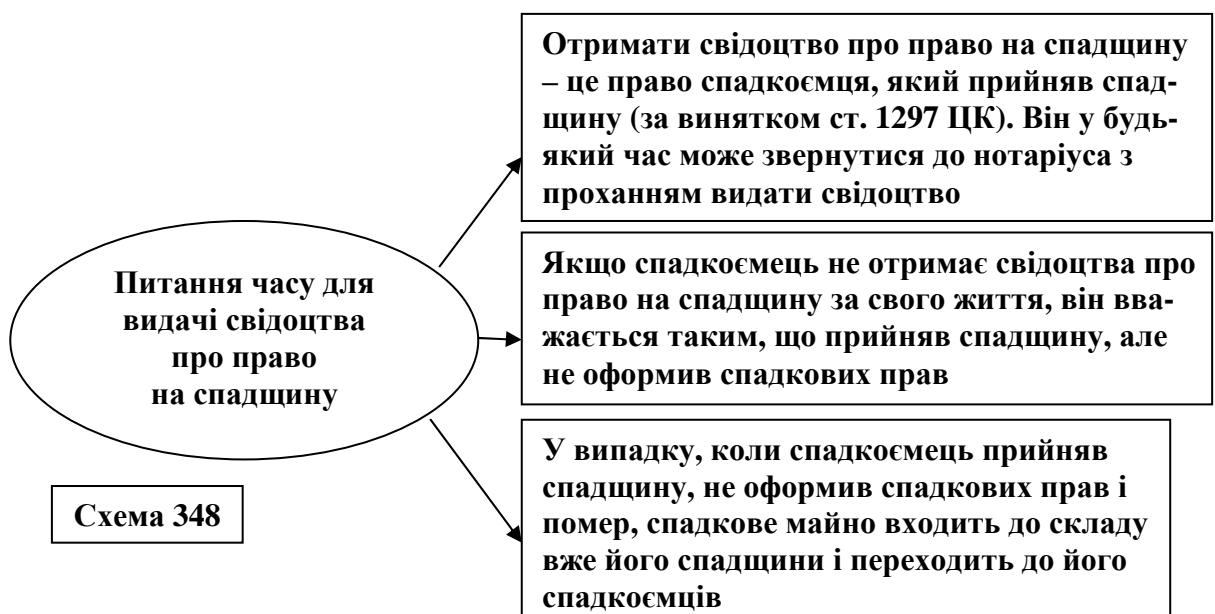 Отримати свідоцтво про право на спадщину
– це право спадкоємця, який прийняв спад-
щину (за винятком ст. 1297 ЦК). Він у будь-
який час може звернутися до нотаріуса з
проханням видати свідоцтво
Питання часу для
видачі свідоцтва
про право
на спадщину
Якщо спадкоємець не отримає свідоцтва про
право на спадщину за свого життя, він вва-
жається таким, що прийняв спадщину, але
не оформив спадкових прав
У випадку, коли спадкоємець прийняв
спадщину, не оформив спадкових прав і
помер, спадкове майно входить до складу
вже його спадщини і переходить до його
спадкоємців
Схема 348